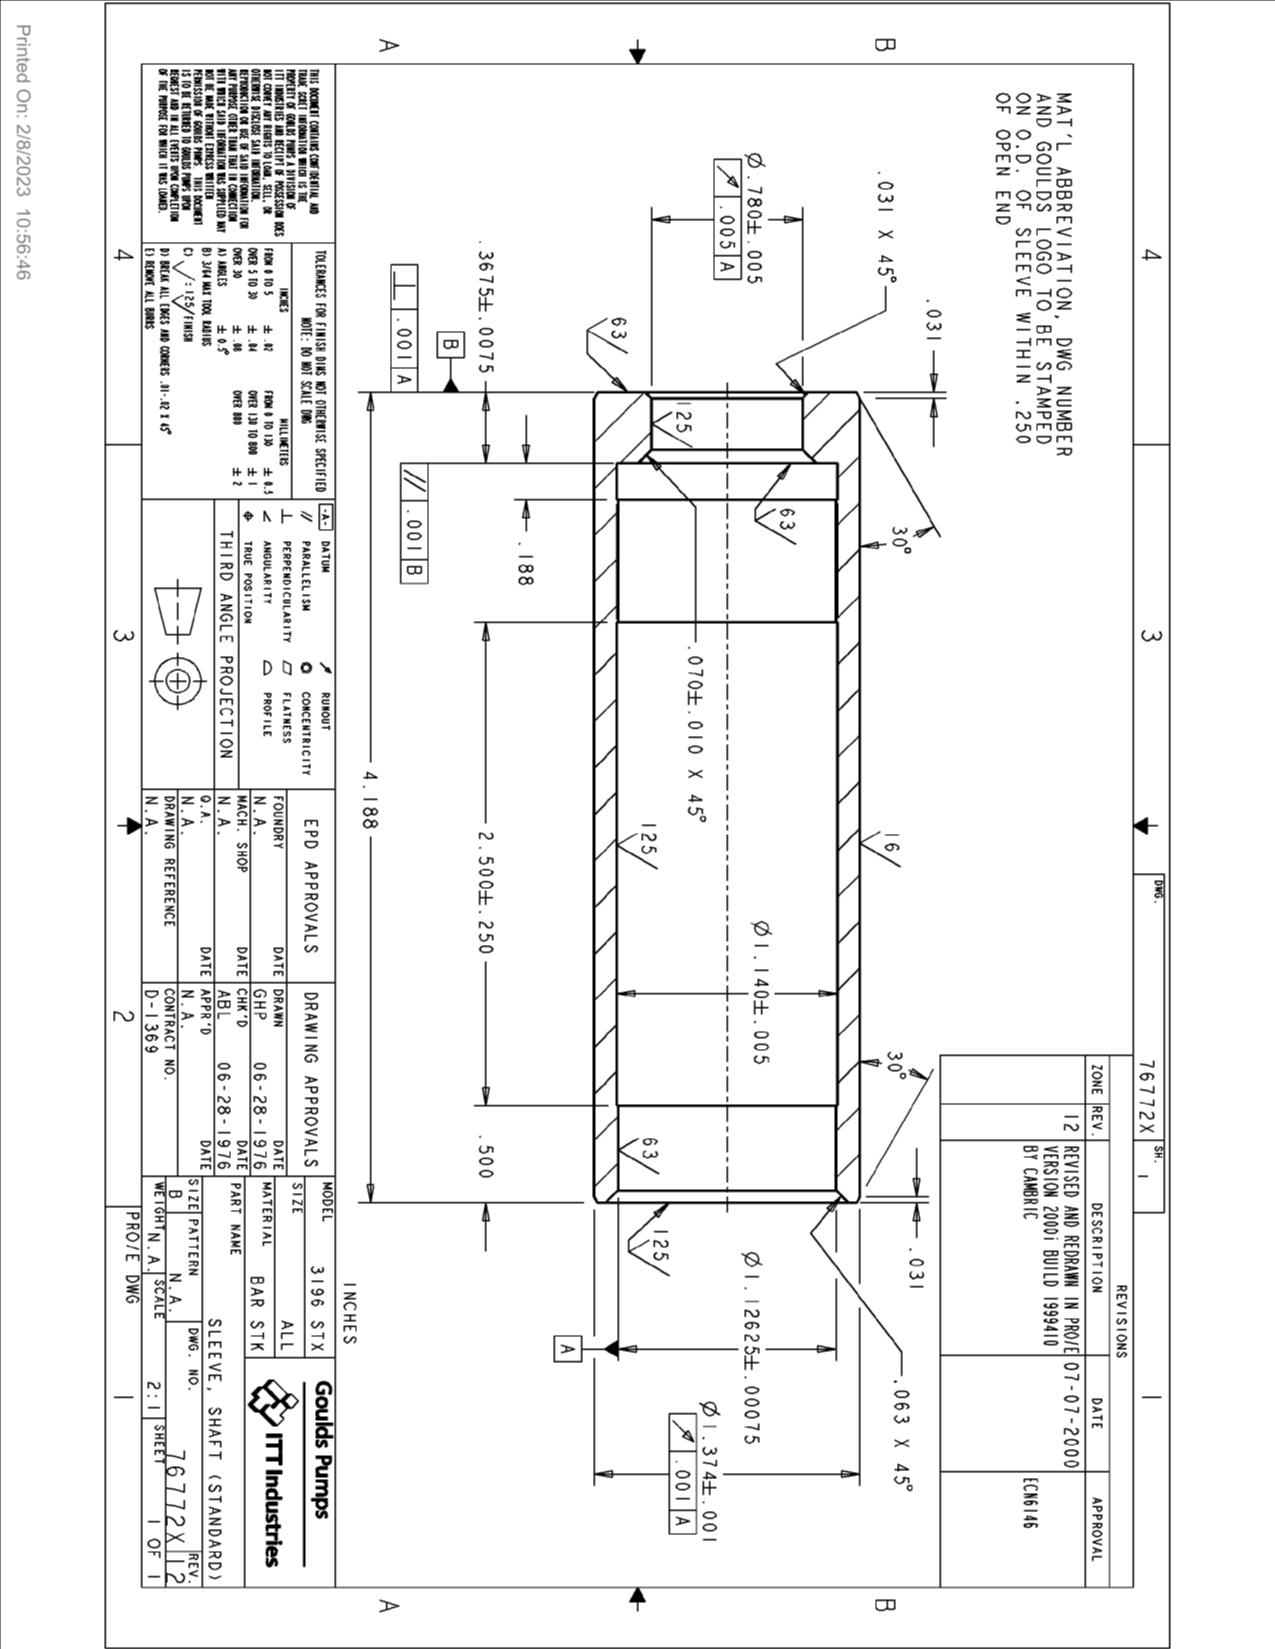 Printed On: 2/8/2023 10:56:46
4
3
DWG.
76772X
SH.
1
1
B
B
A
A
REVISIONS
ZONE
REV.
DESCRIPTION
DATE
APPROVAL
12
REVISED AND REDRAWN IN PRO/E
VERSION 2000i BUILD 1999410
BY CAMBRIC
07-07-2000
ECN6146
MAT'L ABBREVIATION, DWG NUMBER
AND GOULDS LOGO TO BE STAMPED
ON O.D. OF SLEEVE WITHIN .250
OF OPEN END
.031
.031 X 45°
Ø.780±.005
.005 A
30°
16
30°
.031
.063 X 45°
63
125
63
.070±.010 X 45°
125
Ø1.140±.005
63
125
Ø1.12625±.00075
A
Ø1.374±.001
.001 A
.3675±.0075
B
⊥ .001 A
// .001 B
.188
2.500±.250
.500
4.188
INCHES
THIS DOCUMENT CONTAINS CONFIDENTIAL AND
TRADE SECRET INFORMATION WHICH IS THE
PROPERTY OF GOULDS PUMPS A DIVISION OF
ITT INDUSTRIES AND RECEIPT OF POSSESSION DOES
NOT CONVEY ANY RIGHTS TO LOAN, SELL, OR
OTHERWISE DISCLOSE SAID INFORMATION.
REPRODUCTION OR USE OF SAID INFORMATION FOR
ANY PURPOSE OTHER THAN THAT IN CONNECTION
WITH WHICH SAID INFORMATION WAS SUPPLIED MAY
NOT BE MADE WITHOUT EXPRESS WRITTEN
PERMISSION OF GOULDS PUMPS. THIS DOCUMENT
IS TO BE RETURNED TO GOULDS PUMPS UPON
REQUEST AND IN ALL EVENTS UPON COMPLETION
OF THE PURPOSE FOR WHICH IT WAS LOANED.
TOLERANCES FOR FINISH DIMS NOT OTHERWISE SPECIFIED
NOTE: DO NOT SCALE DWG
INCHES
MILLIMETERS
FROM 0 TO 5 ± .02
FROM 0 TO 130 ± 0.5
OVER 5 TO 30 ± .04
OVER 130 TO 800 ± 1
OVER 30 ± .08
OVER 800 ± 2
A) ANGLES ± 0.5°
B) 3/64 MAX TOOL RADIUS
C) √ : 125/ FINISH
D) BREAK ALL EDGES AND CORNERS .01-.02 X 45°
E) REMOVE ALL BURRS
-A- DATUM
RUNOUT
// PARALLELISM
CONCENTRICITY
⊥ PERPENDICULARITY
FLATNESS
∠ ANGULARITY
PROFILE
TRUE POSITION
THIRD ANGLE PROJECTION
EPD APPROVALS
FOUNDRY
DATE
N.A.
MACH. SHOP
DATE
N.A.
Q.A.
DATE
N.A.
DRAWING REFERENCE
N.A.
DRAWING APPROVALS
DRAWN
DATE
GHP 06-28-1976
CHK'D
DATE
ABL 06-28-1976
APPR'D
DATE
N.A.
CONTRACT NO.
D-1369
MODEL 3196 STX
SIZE ALL
MATERIAL BAR STK
Goulds Pumps
ITT Industries
PART NAME
SLEEVE, SHAFT (STANDARD)
SIZE
B
PATTERN
N.A.
DWG. NO.
76772X
REV.
12
WEIGHT N.A.
SCALE 2:1
SHEET 1 OF 1
4
3
2
1
PRO/E DWG